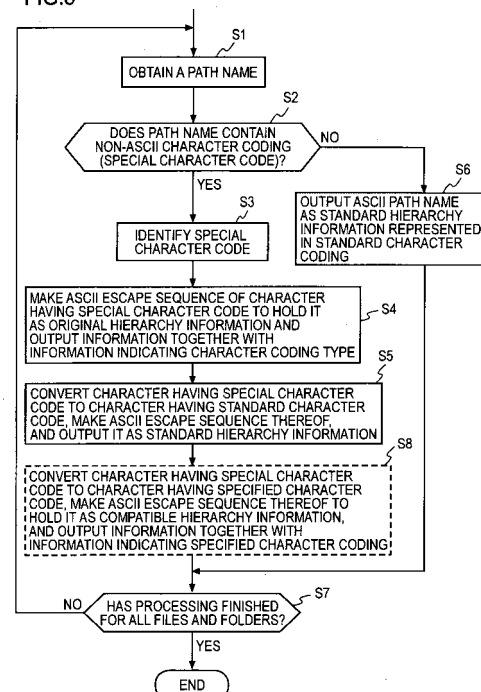 S1
OBTAIN A PATH NAME
S2
DOES PATH NAME CONTAIN
NON-ASCII CHARACTER CODING
(SPECIAL CHARACTER CODE)?
NO
YES
S6
OUTPUT ASCII PATH NAME
AS STANDARD HIERARCHY
INFORMATION REPRESENTED
IN STANDARD CHARACTER
CODING
S3
IDENTIFY SPECIAL
CHARACTER CODE
MAKE ASCII ESCAPE SEQUENCE OF CHARACTER
HAVING SPECIAL CHARACTER CODE TO HOLD IT
AS ORIGINAL HIERARCHY INFORMATION AND
OUTPUT INFORMATION TOGETHER WITH
INFORMATION INDICATING CHARACTER CODING TYPE
S4
S5
CONVERT CHARACTER HAVING SPECIAL CHARACTER
CODE TO CHARACTER HAVING STANDARD CHARACTER
CODE, MAKE ASCII ESCAPE SEQUENCE THEREOF,
AND OUTPUT IT AS STANDARD HIERARCHY INFORMATION
S8
CONVERT CHARACTER HAVING SPECIAL CHARACTER
CODE TO CHARACTER HAVING SPECIFIED CHARACTER
CODE, MAKE ASCII ESCAPE SEQUENCE THEREOF TO
HOLD IT AS COMPATIBLE HIERARCHY INFORMATION,
AND OUTPUT INFORMATION TOGETHER WITH
INFORMATION INDICATING SPECIFIED CHARACTER CODING
S7
NO
HAS PROCESSING FINISHED
FOR ALL FILES AND FOLDERS?
YES
END